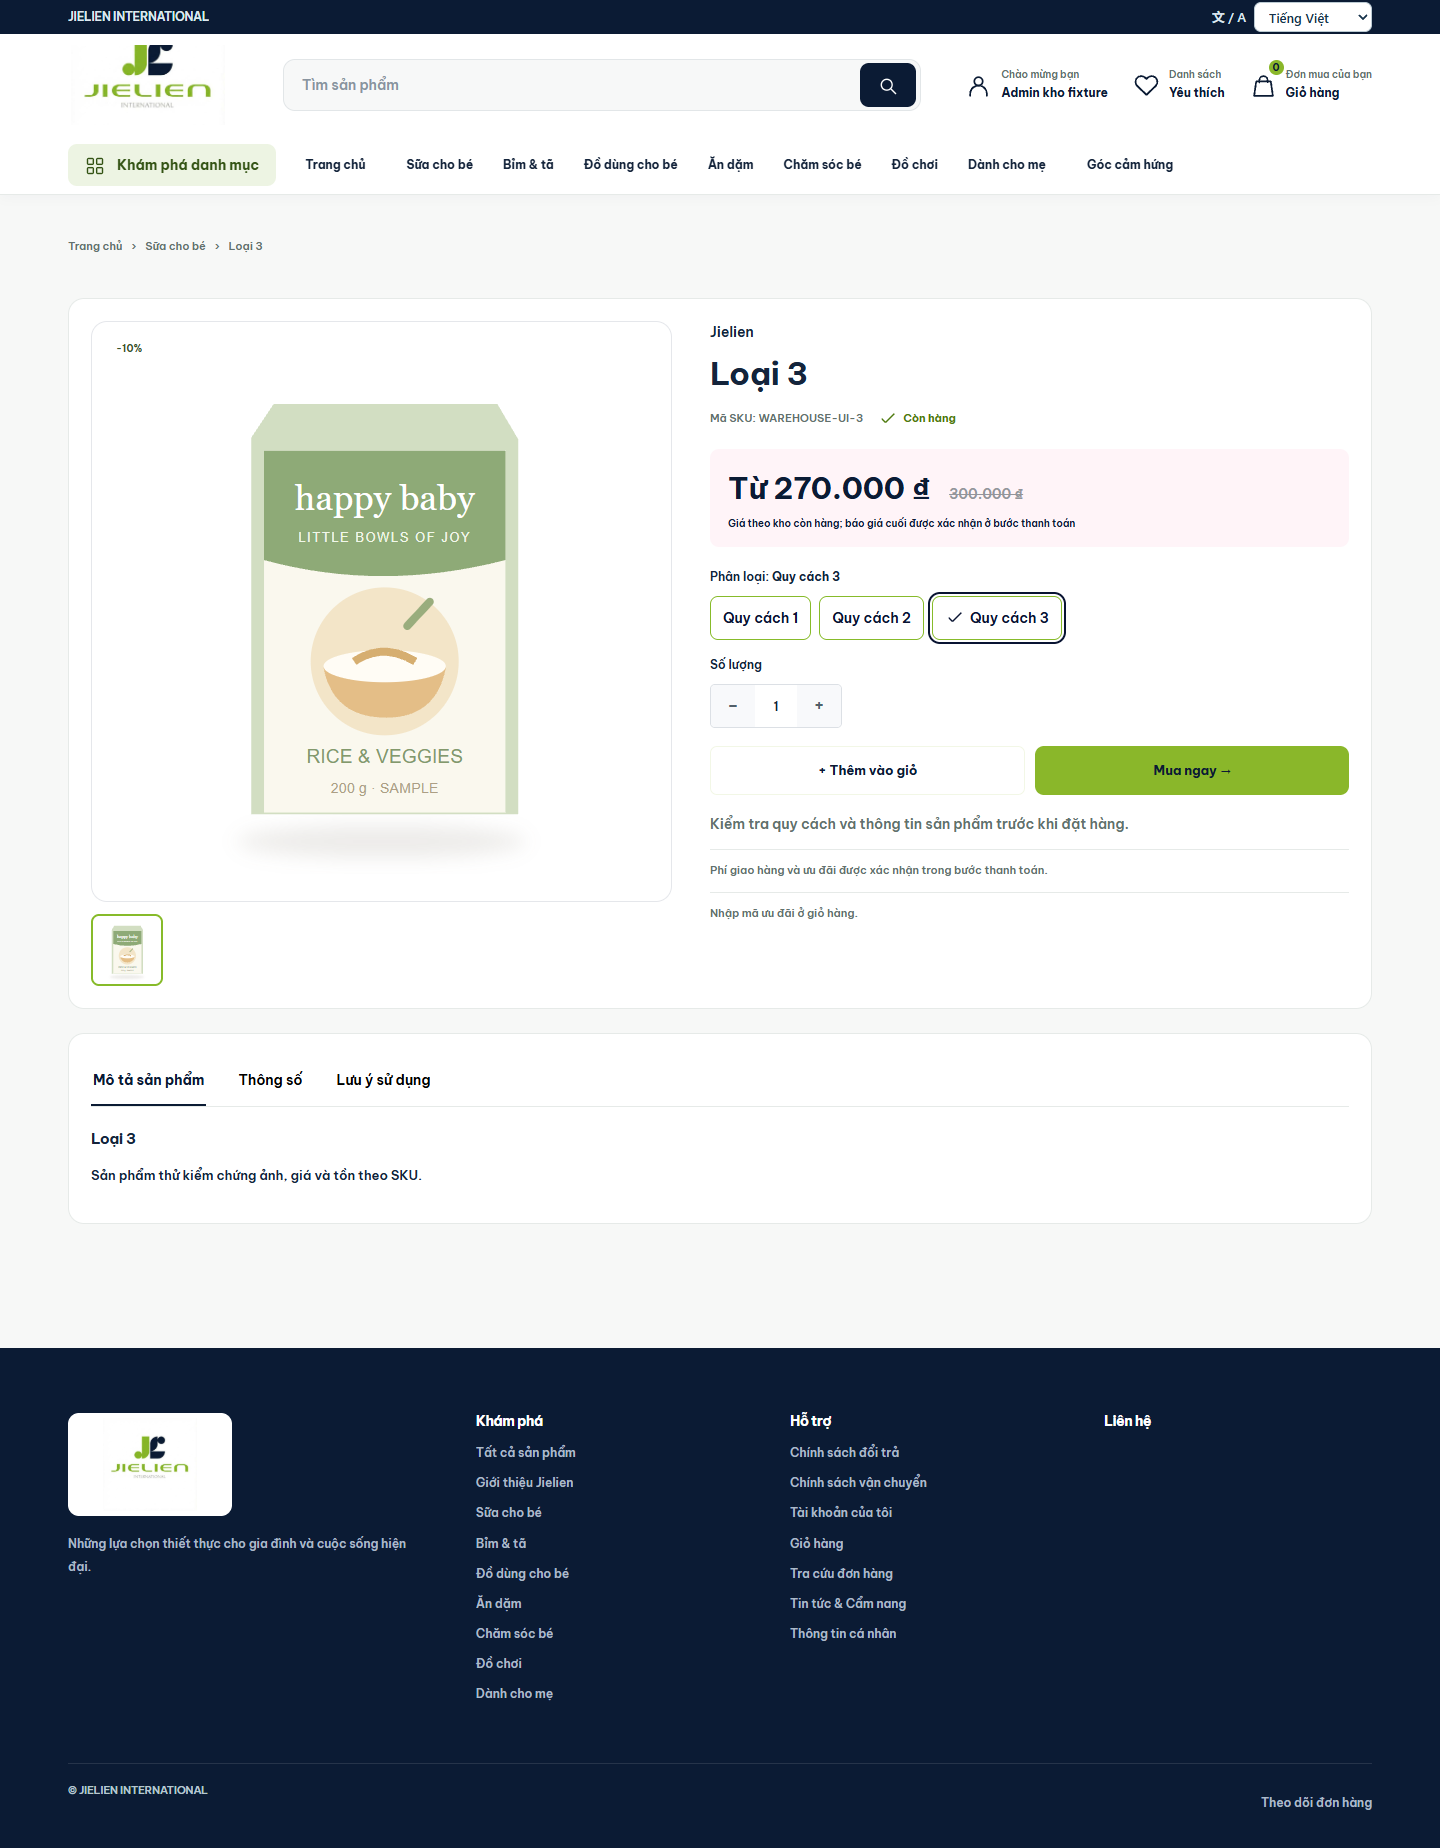 JIELIEN INTERNATIONAL
文 / A
Tiếng Việt
JIELIEN
INTERNATIONAL
Tìm sản phẩm
Chào mừng bạn
Admin kho fixture
Danh sách
Yêu thích
0
Đơn mua của bạn
Giỏ hàng
Khám phá danh mục
Trang chủ
Sữa cho bé
Bỉm & tã
Đồ dùng cho bé
Ăn dặm
Chăm sóc bé
Đồ chơi
Dành cho mẹ
Góc cảm hứng
Trang chủ › Sữa cho bé › Loại 3
-10%
happy baby
LITTLE BOWLS OF JOY
RICE & VEGGIES
200 g · SAMPLE
Jielien
Loại 3
Mã SKU: WAREHOUSE-UI-3
Còn hàng
Từ 270.000 ₫ 300.000 ₫
Giá theo kho còn hàng; báo giá cuối được xác nhận ở bước thanh toán
Phân loại: Quy cách 3
Quy cách 1
Quy cách 2
Quy cách 3
Số lượng
− 1 +
+ Thêm vào giỏ
Mua ngay →
Kiểm tra quy cách và thông tin sản phẩm trước khi đặt hàng.
Phí giao hàng và ưu đãi được xác nhận trong bước thanh toán.
Nhập mã ưu đãi ở giỏ hàng.
happy baby
Mô tả sản phẩm
Thông số
Lưu ý sử dụng
Loại 3
Sản phẩm thử kiểm chứng ảnh, giá và tồn theo SKU.
JIELIEN
INTERNATIONAL
Những lựa chọn thiết thực cho gia đình và cuộc sống hiện
đại.
Khám phá
Tất cả sản phẩm
Giới thiệu Jielien
Sữa cho bé
Bỉm & tã
Đồ dùng cho bé
Ăn dặm
Chăm sóc bé
Đồ chơi
Dành cho mẹ
Hỗ trợ
Chính sách đổi trả
Chính sách vận chuyển
Tài khoản của tôi
Giỏ hàng
Tra cứu đơn hàng
Tin tức & Cẩm nang
Thông tin cá nhân
Liên hệ
© JIELIEN INTERNATIONAL
Theo dõi đơn hàng